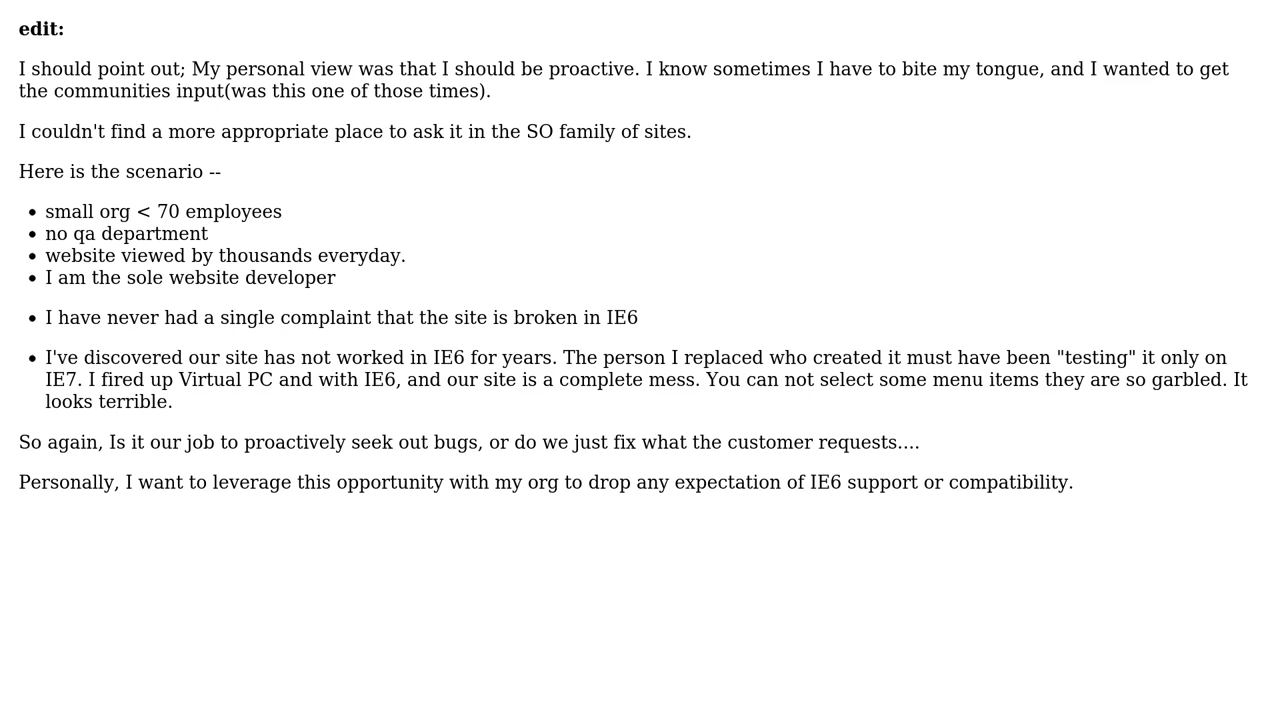 edit:
I should point out; My personal view was that I should be proactive. I know sometimes I have to bite my tongue, and I wanted to get
the communities input(was this one of those times).
I couldn't find a more appropriate place to ask it in the SO family of sites.
Here is the scenario --
• small org < 70 employees
• no qa department
• website viewed by thousands everyday.
• I am the sole website developer
• I have never had a single complaint that the site is broken in IE6
• I've discovered our site has not worked in IE6 for years. The person I replaced who created it must have been "testing" it only on
IE7. I fired up Virtual PC and with IE6, and our site is a complete mess. You can not select some menu items they are so garbled. It
looks terrible.
So again, Is it our job to proactively seek out bugs, or do we just fix what the customer requests....
Personally, I want to leverage this opportunity with my org to drop any expectation of IE6 support or compatibility.